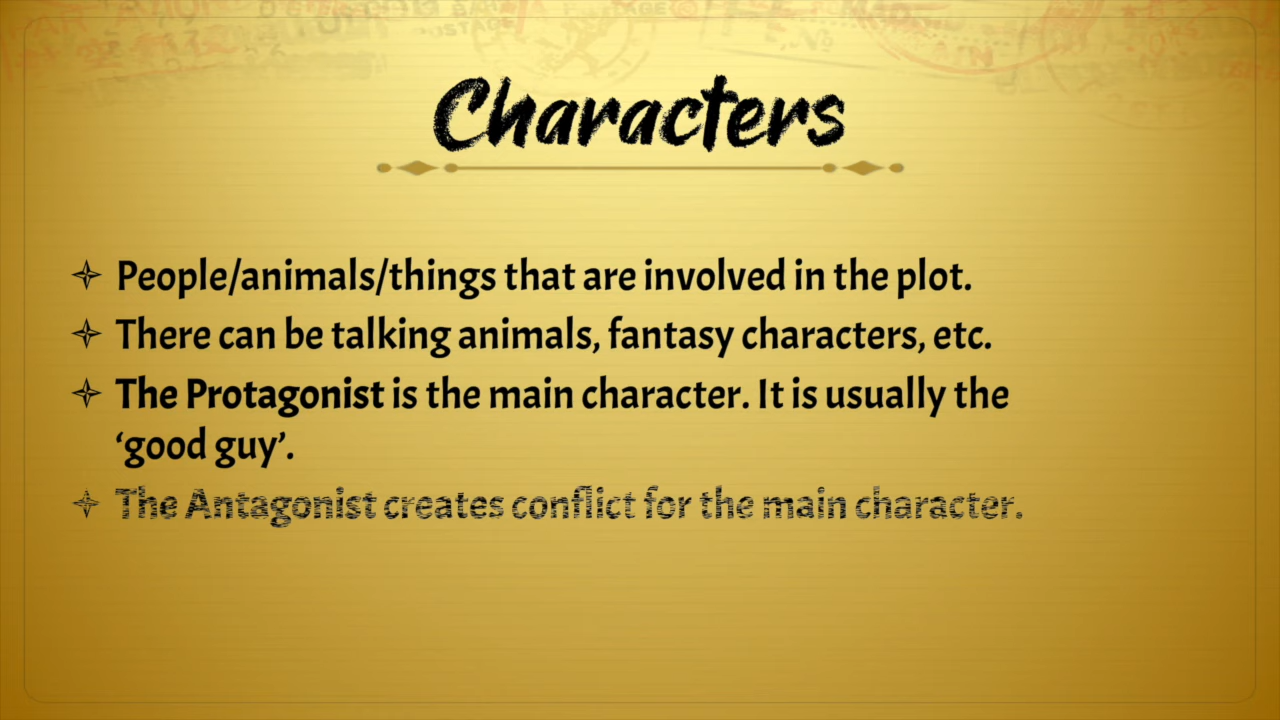 Characters
People/animals/things that are involved in the plot.
There can be talking animals, fantasy characters, etc.
The Protagonist is the main character. It is usually the
‘good guy’.
The Antagonist creates conflict for the main character.